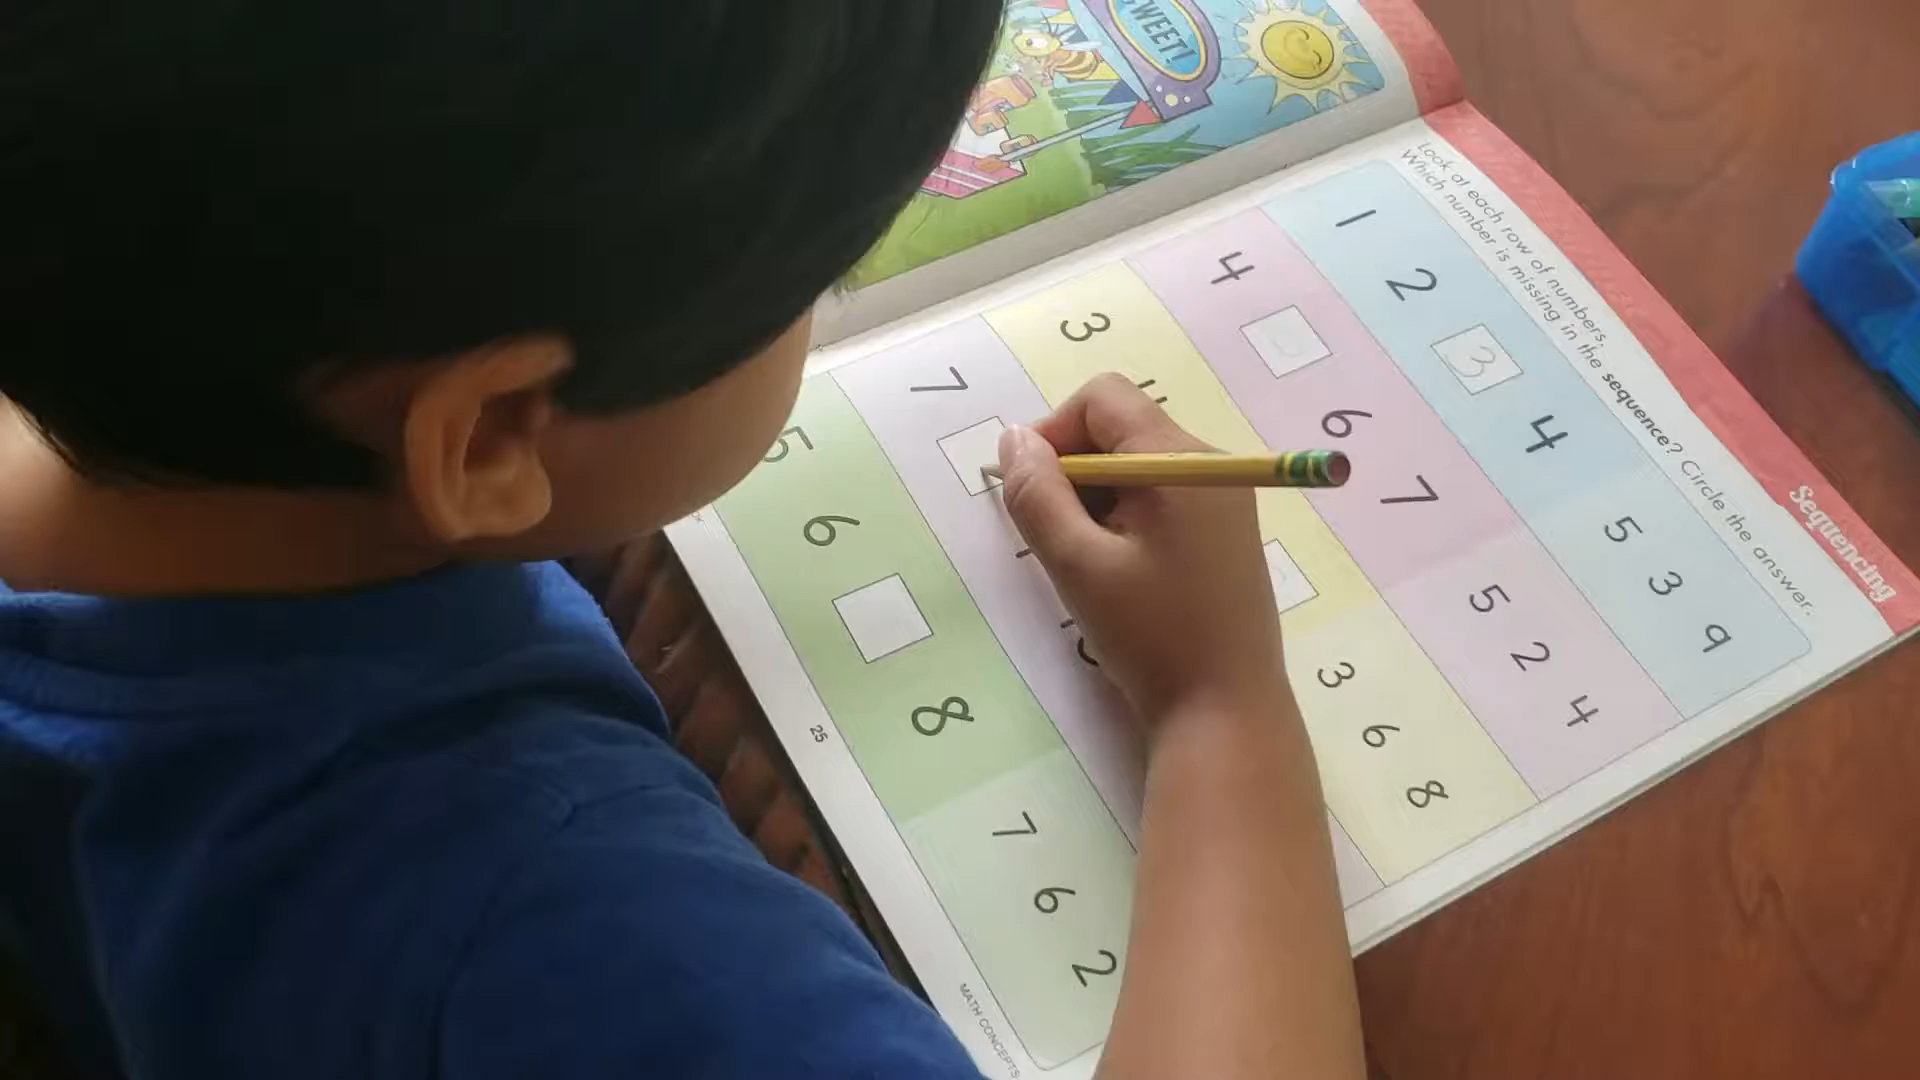 SWEET!
Sequencing
Look at each row of numbers.
Which number is missing in the sequence? Circle the answer.
1 2 3 4 5 3 9
4 6 7 5 2 4
3 3 6 8
7
5 6 8 7 6 2
25
MATH CONCEPTS